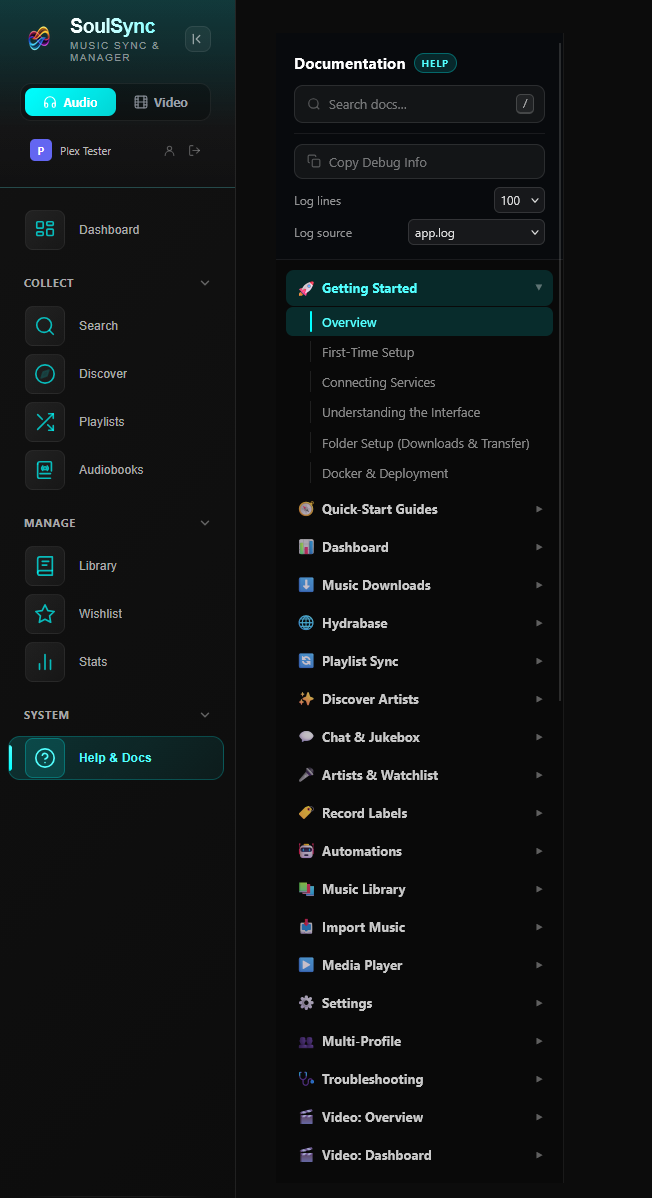 SoulSync
MUSIC SYNC &
MANAGER
Audio
Video
P
Plex Tester
Dashboard
COLLECT
Search
Discover
Playlists
Audiobooks
MANAGE
Library
Wishlist
Stats
SYSTEM
Help & Docs
Documentation
HELP
Search docs...
/
Copy Debug Info
Log lines
100
Log source
app.log
Getting Started
Overview
First-Time Setup
Connecting Services
Understanding the Interface
Folder Setup (Downloads & Transfer)
Docker & Deployment
Quick-Start Guides
Dashboard
Music Downloads
Hydrabase
Playlist Sync
Discover Artists
Chat & Jukebox
Artists & Watchlist
Record Labels
Automations
Music Library
Import Music
Media Player
Settings
Multi-Profile
Troubleshooting
Video: Overview
Video: Dashboard